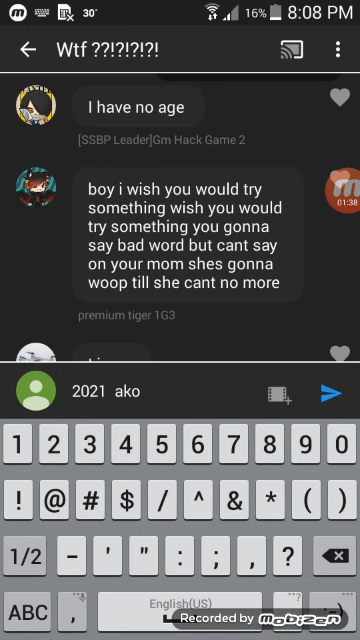 30°
16% 8:08 PM
Wtf ??!?!?!?!
I have no age
[SSBP Leader]Gm Hack Game 2
boy i wish you would try
something wish you would
try something you gonna
say bad word but cant say
on your mom shes gonna
woop till she cant no more
01:38
premium tiger 1G3
2021 ako
1 2 3 4 5 6 7 8 9 0
! @ # $ / ^ & * ( )
1/2 - ' " : ; , ?
ABC , English(US) :-)
Recorded by mobizen